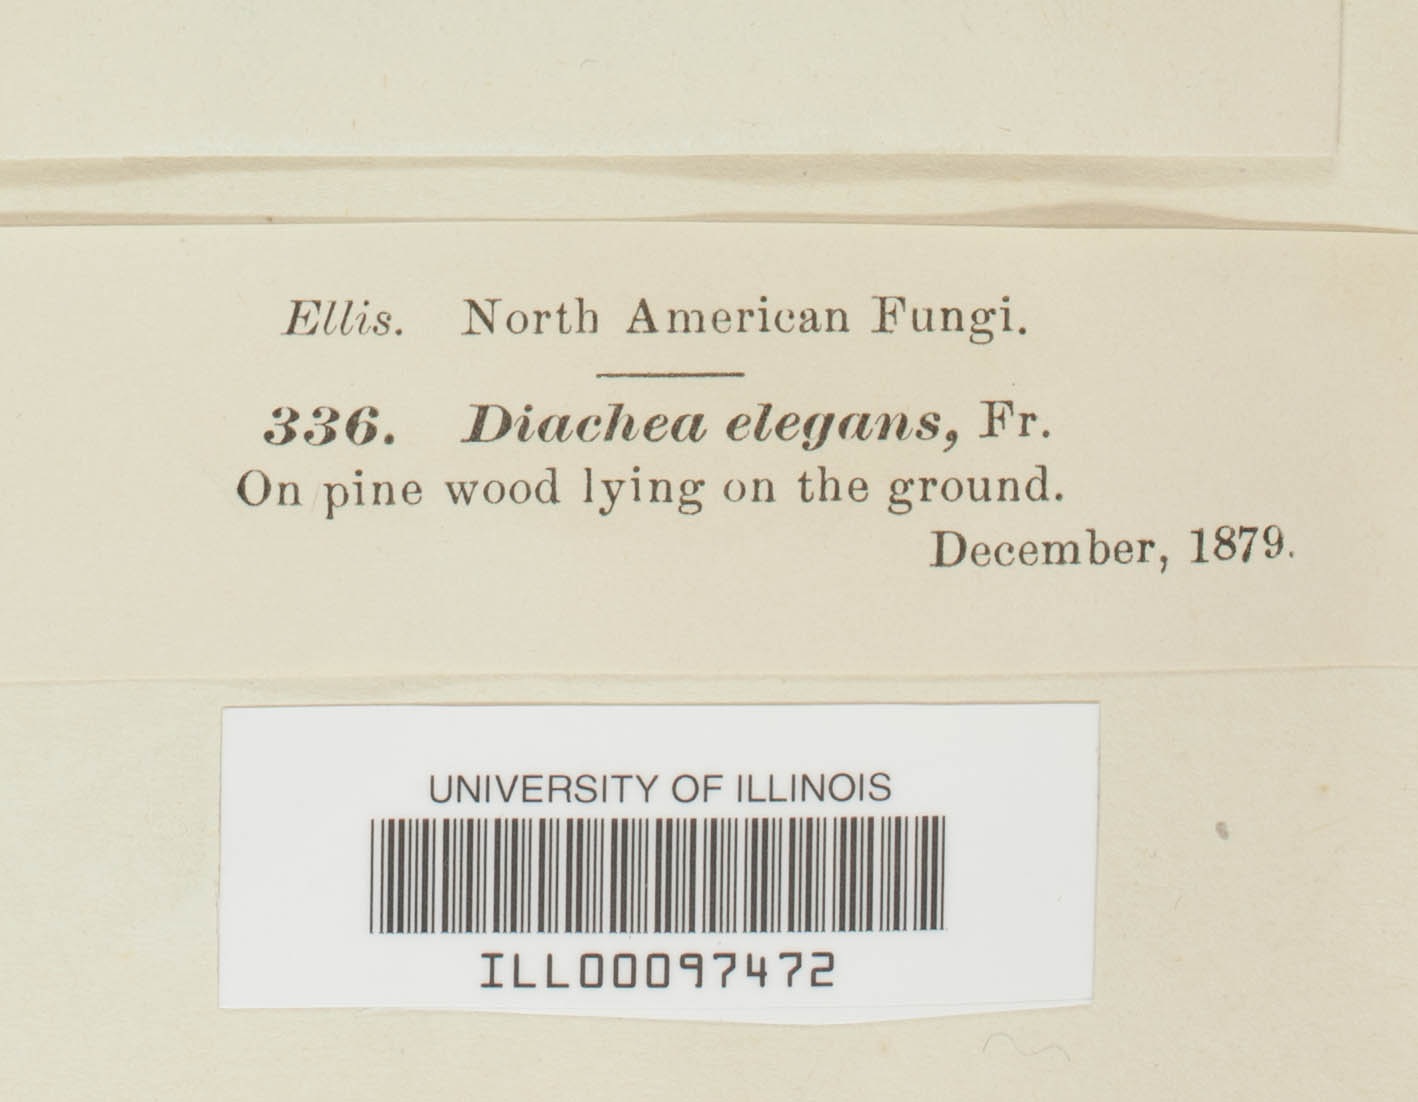 Ellis. North American Fungi.
336. Diachea elegans, Fr.
On pine wood lying on the ground.
December, 1879.
UNIVERSITY OF ILLINOIS
ILL00097472